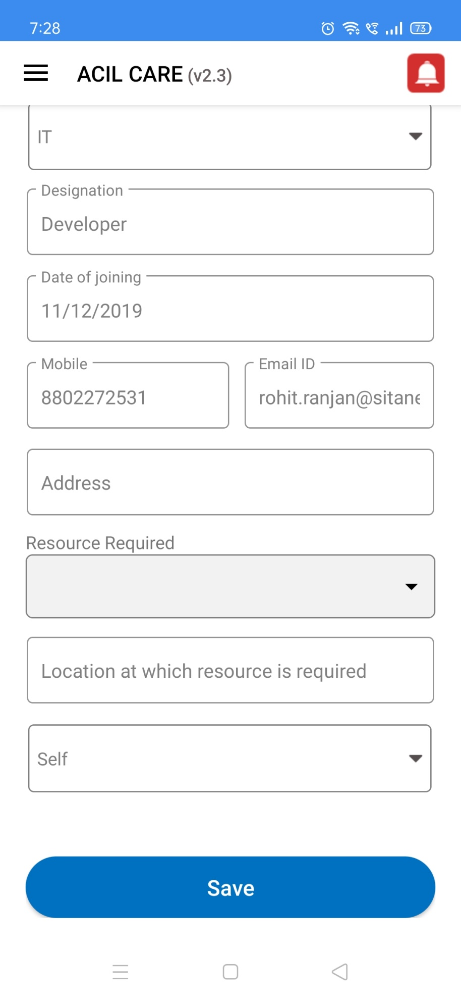 7:28 73
ACIL CARE (v2.3)
IT
Designation
Developer
Date of joining
11/12/2019
Mobile Email ID
8802272531 rohit.ranjan@sitane
Address
Resource Required
Location at which resource is required
Self
Save